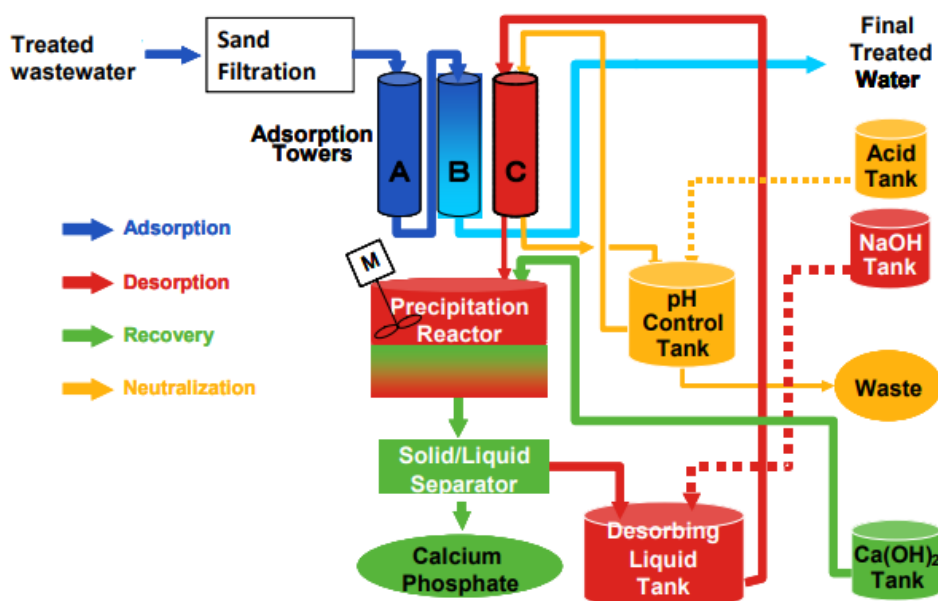 Treated
wastewater
Sand
Filtration
Final
Treated
Water
Adsorption
Towers
A
B
C
Acid
Tank
NaOH
Tank
Adsorption
Desorption
Recovery
Neutralization
M
Precipitation
Reactor
pH
Control
Tank
Waste
Solid/Liquid
Separator
Desorbing
Liquid
Tank
Calcium
Phosphate
Ca(OH)₂
Tank